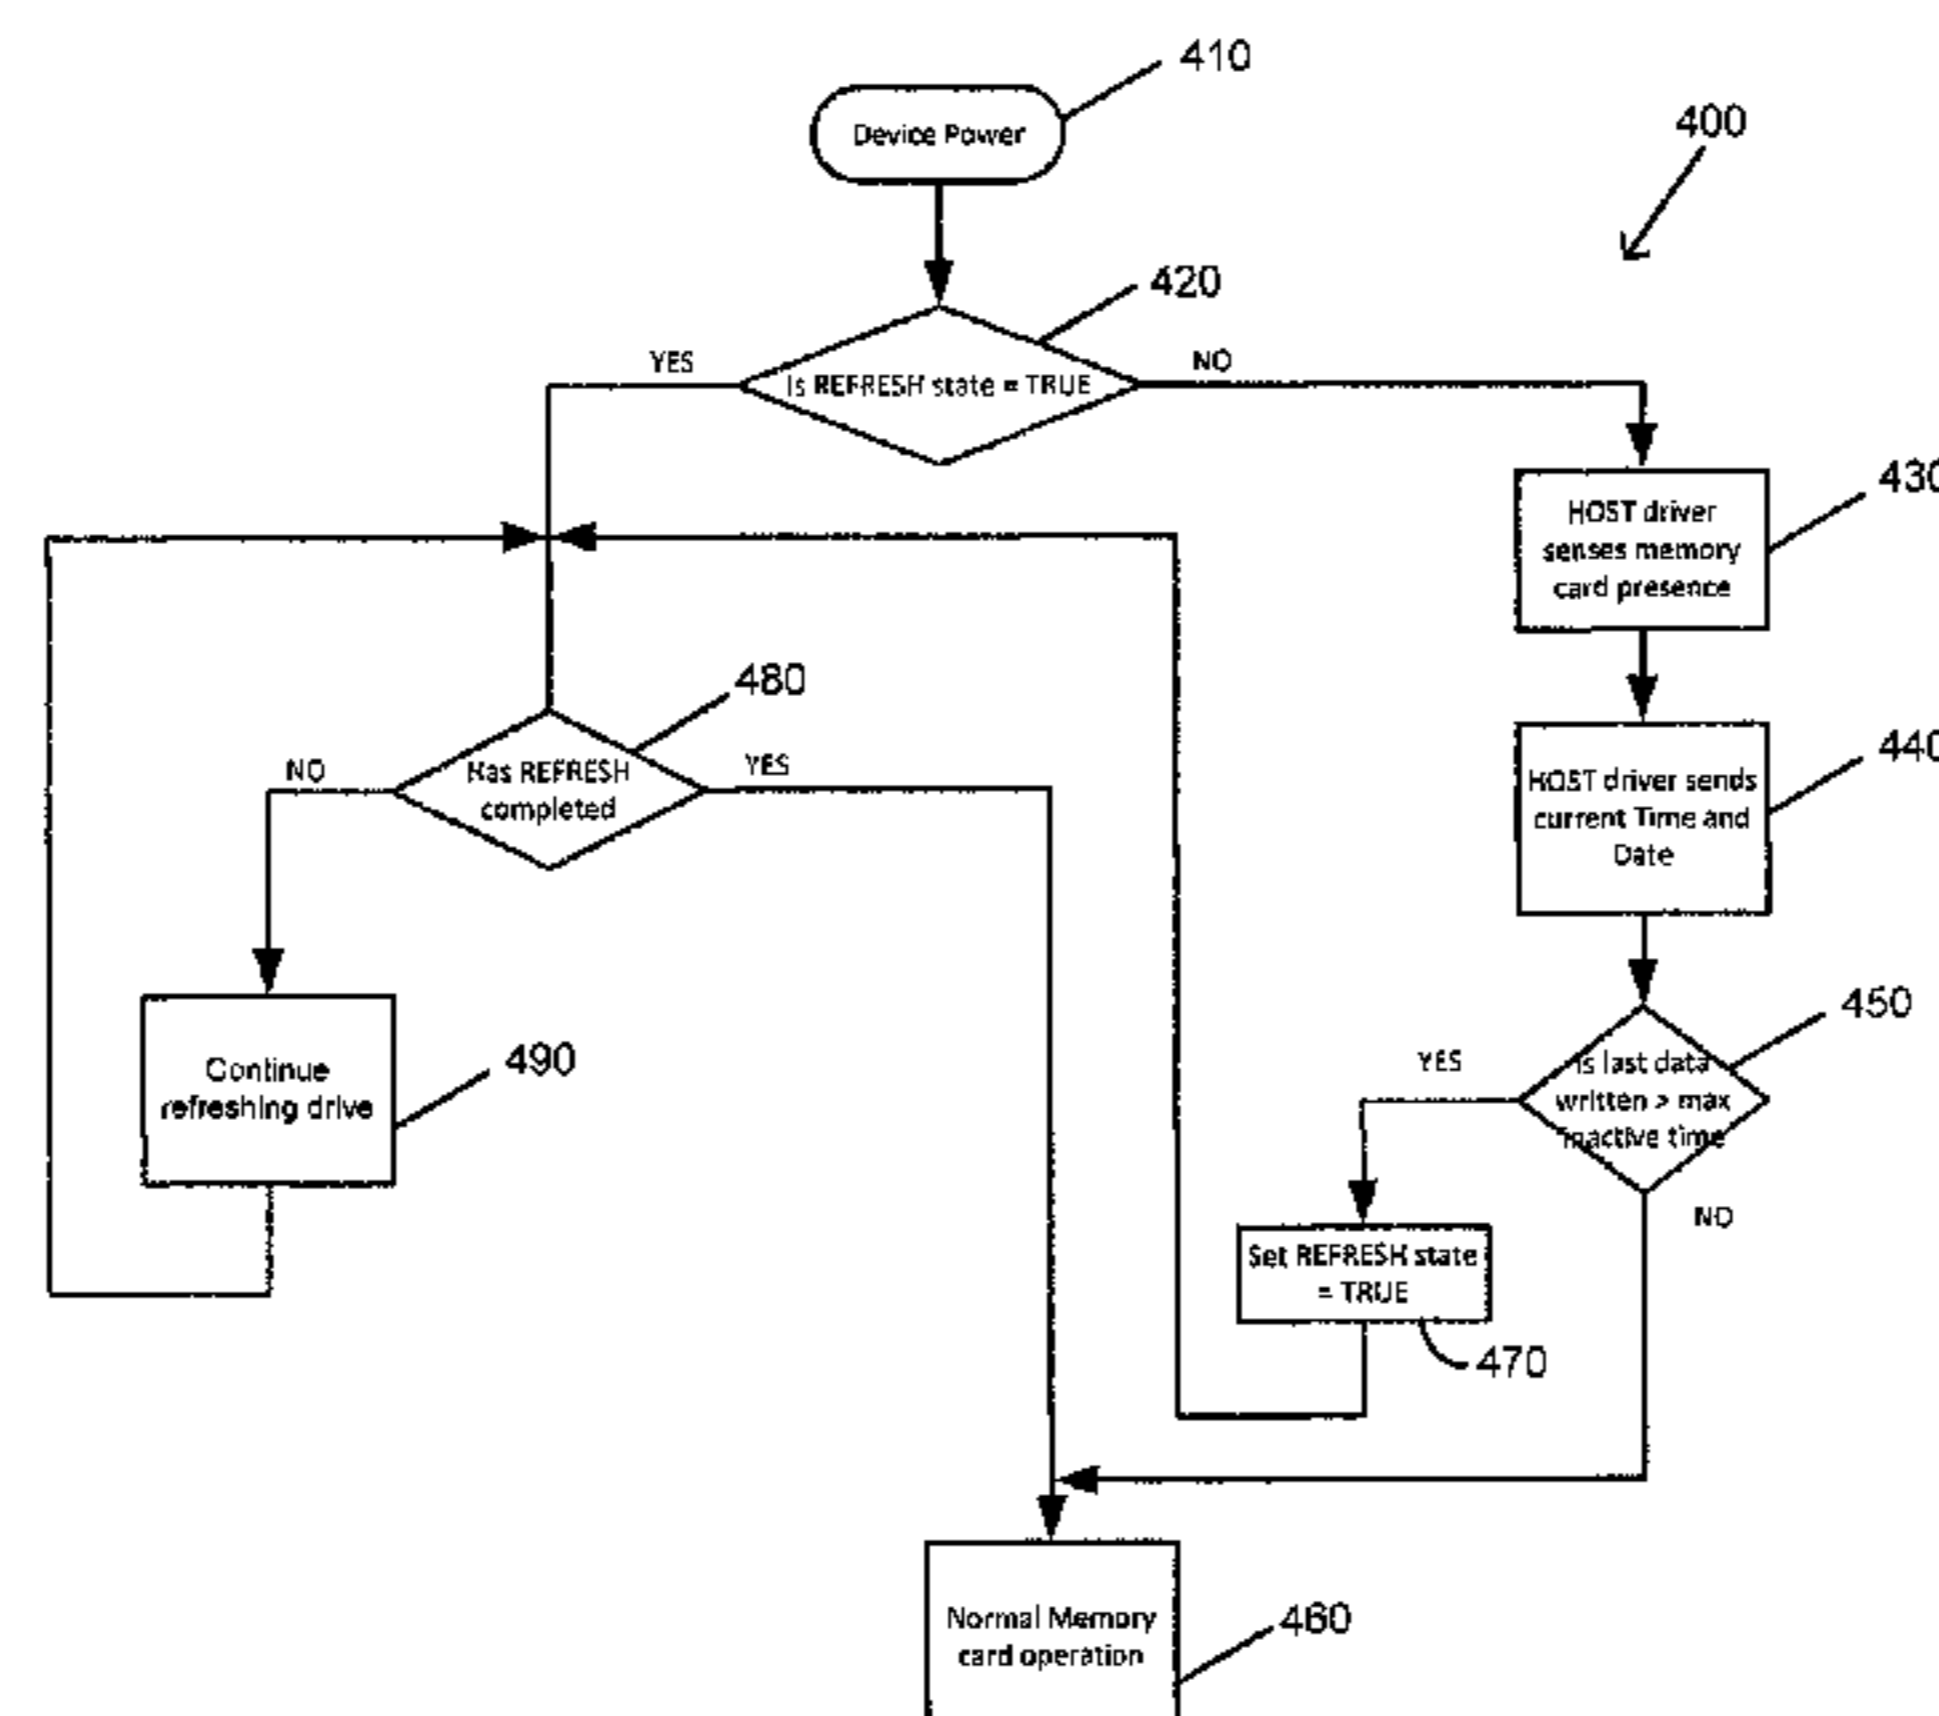 410
Device Power
400
420
YES
NO
Is REFRESH state = TRUE
430
HOST driver
senses memory
card presence
480
YES
NO
Has REFRESH
completed
440
HOST driver sends
current Time and
Date
490
Continue
refreshing drive
450
YES
Is last data
written > max
inactive time
NO
Set REFRESH state
= TRUE
470
Normal Memory
card operation
460